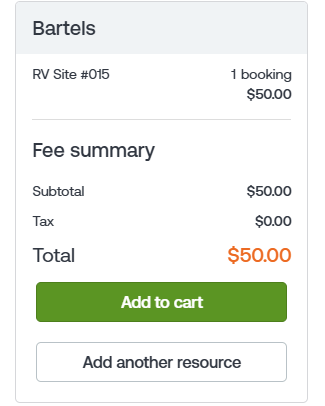 Bartels
RV Site #015 1 booking
$50.00
Fee summary
Subtotal $50.00
Tax $0.00
Total $50.00
Add to cart
Add another resource